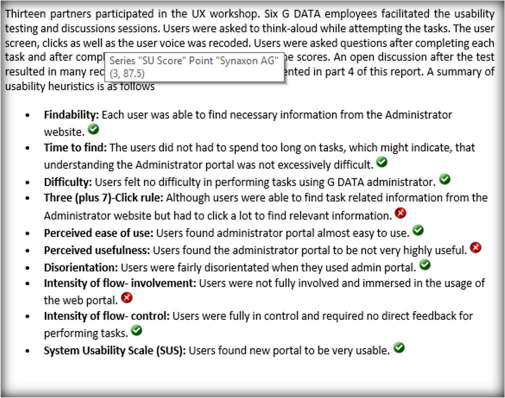 Thirteen partners participated in the UX workshop. Six G DATA employees facilitated the usability
testing and discussions sessions. Users were asked to think-aloud while attempting the tasks. The user
screen, clicks as well as the user voice was recoded. Users were asked questions after completing each
task and after comp
Series "SU Score" Point "Synaxon AG"
(3, 87.5)
ne scores. An open discussion after the test
resulted in many rec
ented in part 4 of this report. A summary of
usability heuristics is as follows
• Findability: Each user was able to find necessary information from the Administrator
website.
• Time to find: The users did not had to spend too long on tasks, which might indicate, that
understanding the Administrator portal was not excessively difficult.
• Difficulty: Users felt no difficulty in performing tasks using G DATA administrator.
• Three (plus 7)-Click rule: Although users were able to find task related information from the
Administrator website but had to click a lot to find relevant information.
• Perceived ease of use: Users found administrator portal almost easy to use.
• Perceived usefulness: Users found the administrator portal to be not very highly useful.
• Disorientation: Users were fairly disorientated when they used admin portal.
• Intensity of flow- involvement: Users were not fully involved and immersed in the usage of
the web portal.
• Intensity of flow- control: Users were fully in control and required no direct feedback for
performing tasks.
• System Usability Scale (SUS): Users found new portal to be very usable.